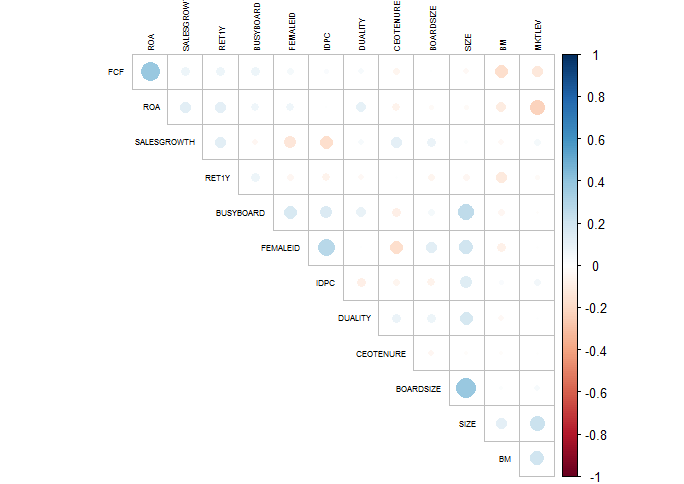 ROA
SALESGROW
RET1Y
BUSYBOARD
FEMALEID
IDPC
DUALITY
CEOTENURE
BOARDSIZE
SIZE
BM
MKTLEV
FCF
ROA
SALESGROWTH
RET1Y
BUSYBOARD
FEMALEID
IDPC
DUALITY
CEOTENURE
BOARDSIZE
SIZE
BM
1
0.8
0.6
0.4
0.2
0
-0.2
-0.4
-0.6
-0.8
-1